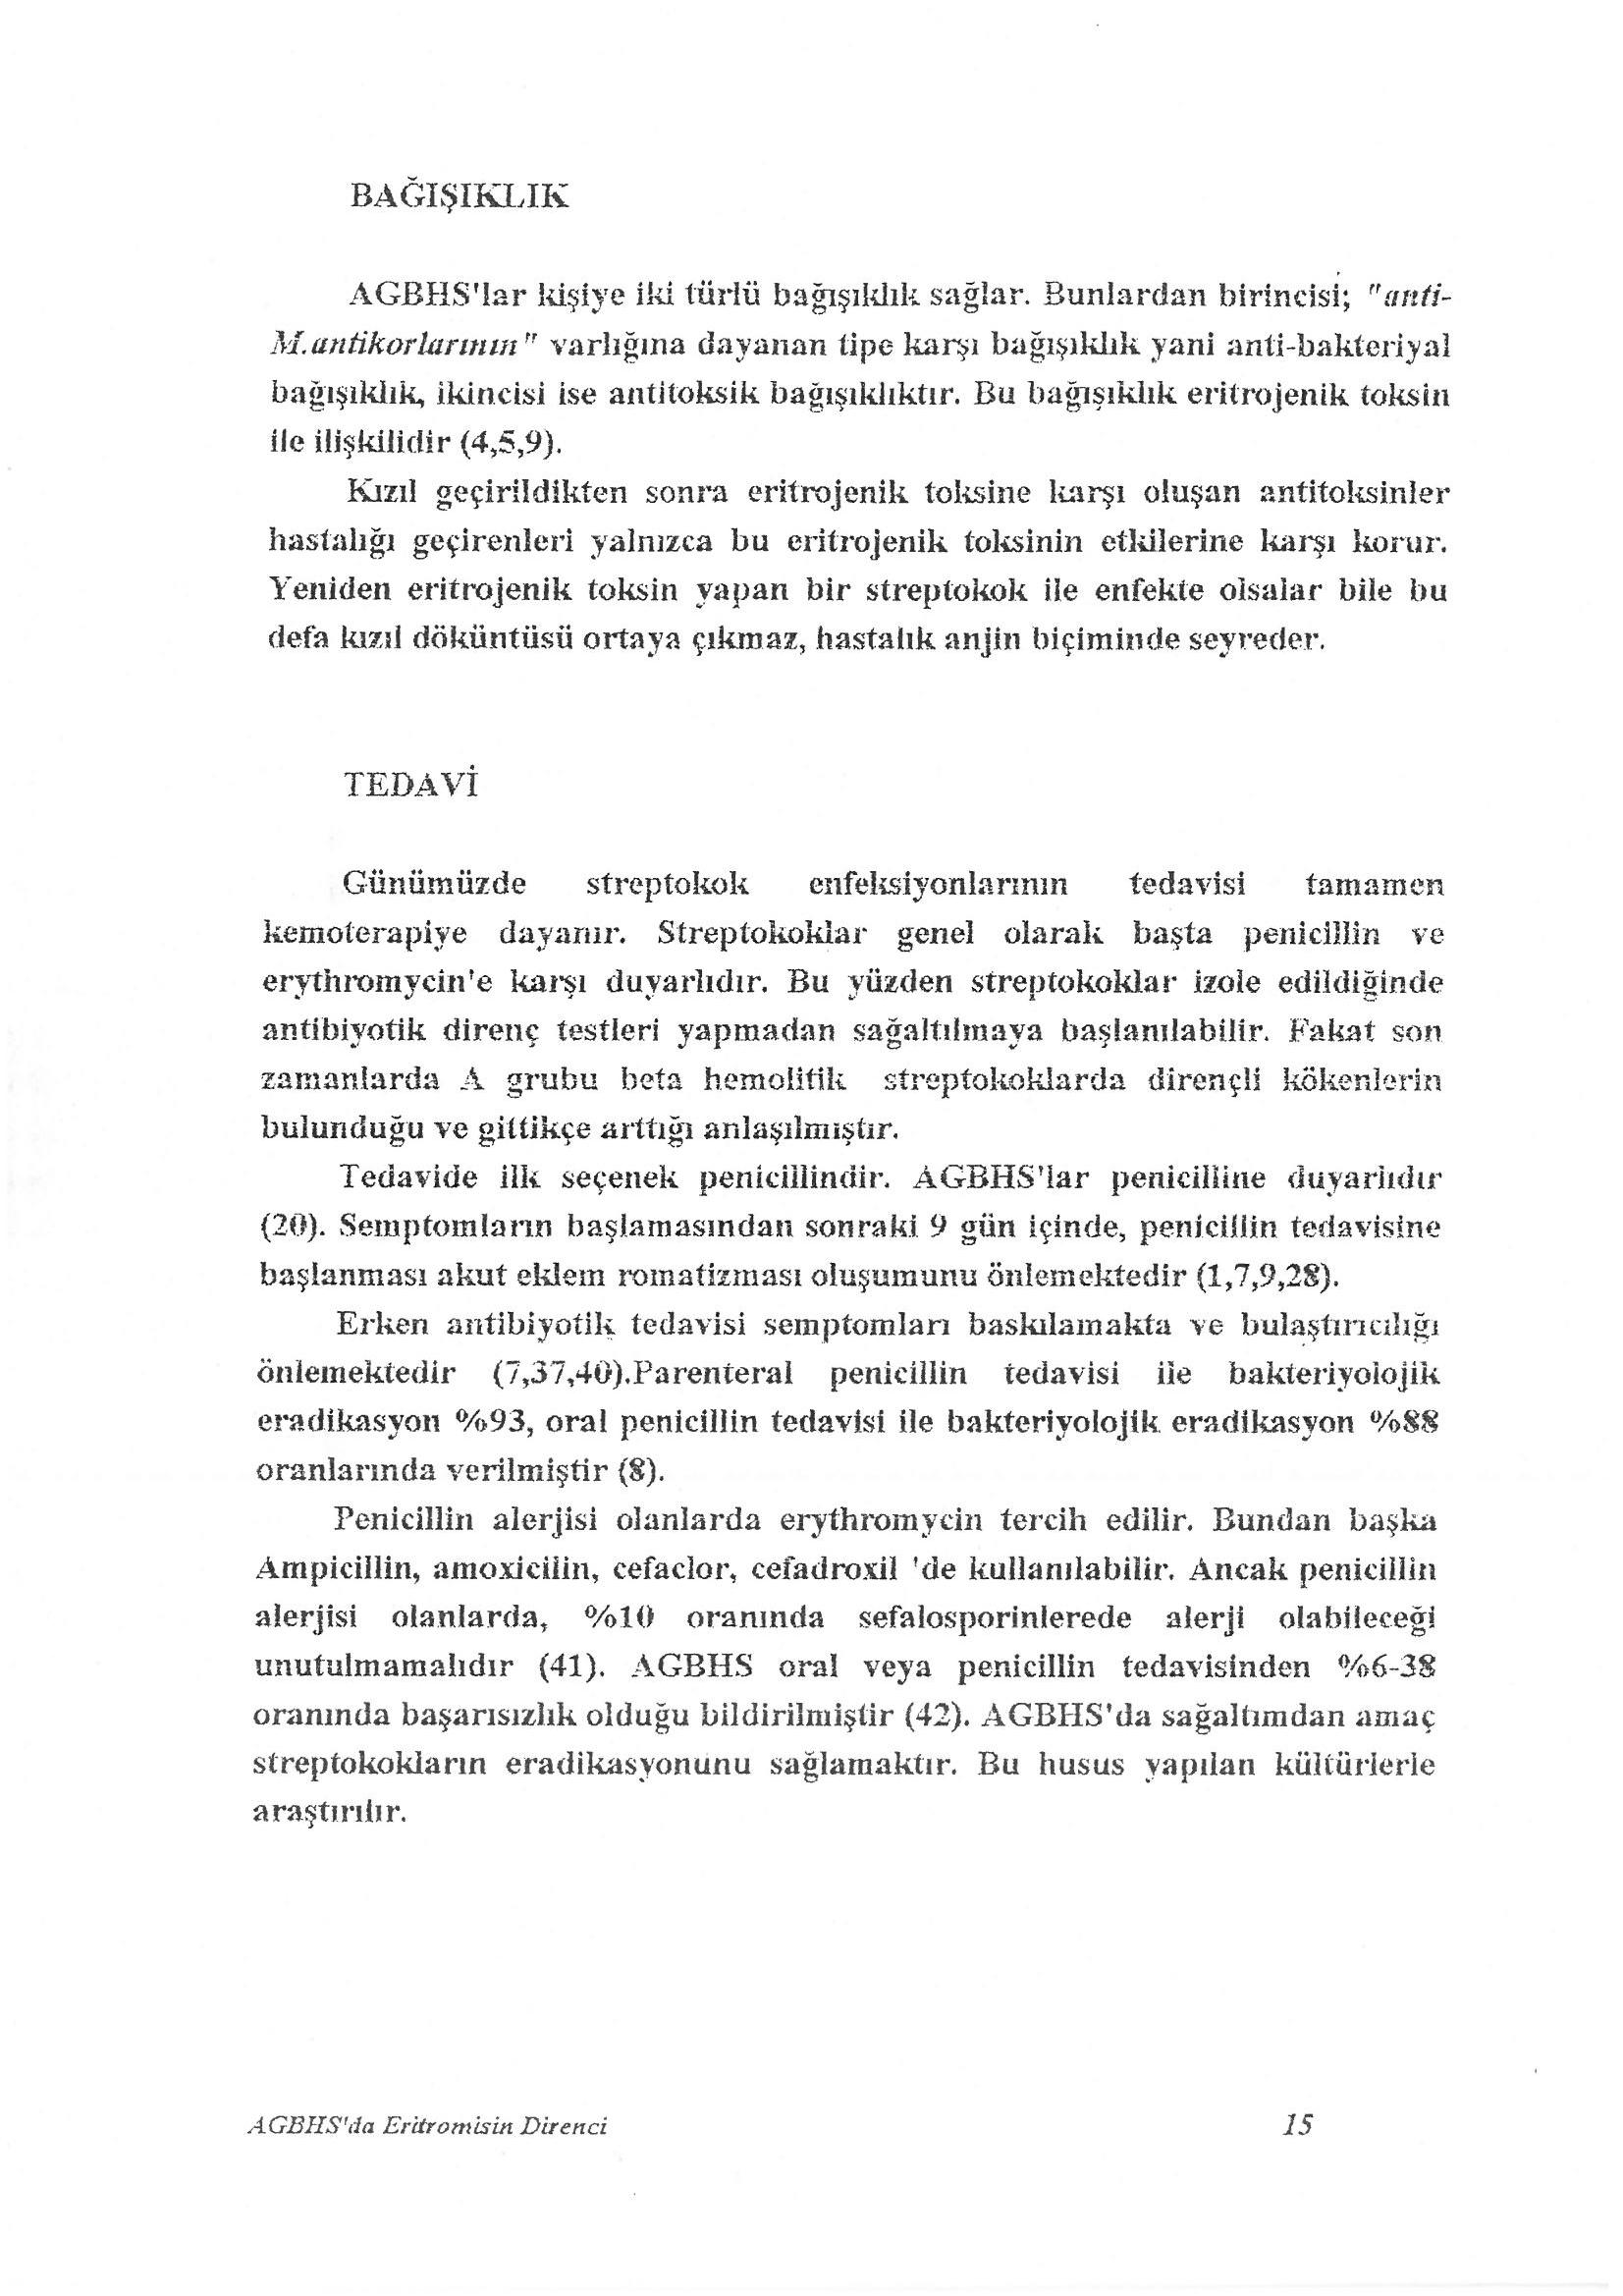 BAĞIŞIKLIK
AGBHS'lar kişiye iki türlü bağışıklık sağlar. Bunlardan birincisi; "anti-
M.antikorlarının" varlığına dayanan tipe karşı bağışıklık yani anti-bakteriyal
bağışıklık, ikincisi ise antitoksik bağışıklıktır. Bu bağışıklık eritrojenik toksin
ile ilişkilidir (4,5,9).
Kızıl geçirildikten sonra eritrojenik toksine karşı oluşan antitoksinler
hastalığı geçirenleri yalnızca bu eritrojenik toksinin etkilerine karşı korur.
Yeniden eritrojenik toksin yapan bir streptokok ile enfekte olsalar bile bu
defa kızıl döküntüsü ortaya çıkmaz, hastalık anjin biçiminde seyreder.
TEDAVİ
Günümüzde streptokok enfeksiyonlarının tedavisi tamamen
kemoterapiye dayanır. Streptokoklar genel olarak başta penicillin ve
erythromycin'e karşı duyarlıdır. Bu yüzden streptokoklar izole edildiğinde
antibiyotik direnç testleri yapmadan sağaltılmaya başlanılabilir. Fakat son
zamanlarda A grubu beta hemolitik streptokoklarda dirençli kökenlerin
bulunduğu ve gittikçe arttığı anlaşılmıştır.
Tedavide ilk seçenek penicillindir. AGBHS'lar penicilline duyarlıdır
(20). Semptomların başlamasından sonraki 9 gün içinde, penicillin tedavisine
başlanması akut eklem romatizması oluşumunu önlemektedir (1,7,9,28).
Erken antibiyotik tedavisi semptomları baskılamakta ve bulaştırıcılığı
önlemektedir (7,37,40).Parenteral penicillin tedavisi ile bakteriyolojik
eradikasyon %93, oral penicillin tedavisi ile bakteriyolojik eradikasyon %88
oranlarında verilmiştir (8).
Penicillin alerjisi olanlarda erythromycin tercih edilir. Bundan başka
Ampicillin, amoxicilin, cefaclor, cefadroxil 'de kullanılabilir. Ancak penicillin
alerjisi olanlarda, %10 oranında sefalosporinlerede alerji olabileceği
unutulmamalıdır (41). AGBHS oral veya penicillin tedavisinden %6-38
oranında başarısızlık olduğu bildirilmiştir (42). AGBHS'da sağaltımdan amaç
streptokokların eradikasyonunu sağlamaktır. Bu husus yapılan kültürlerle
araştırılır.
AGBHS'da Eritromisin Direnci 15